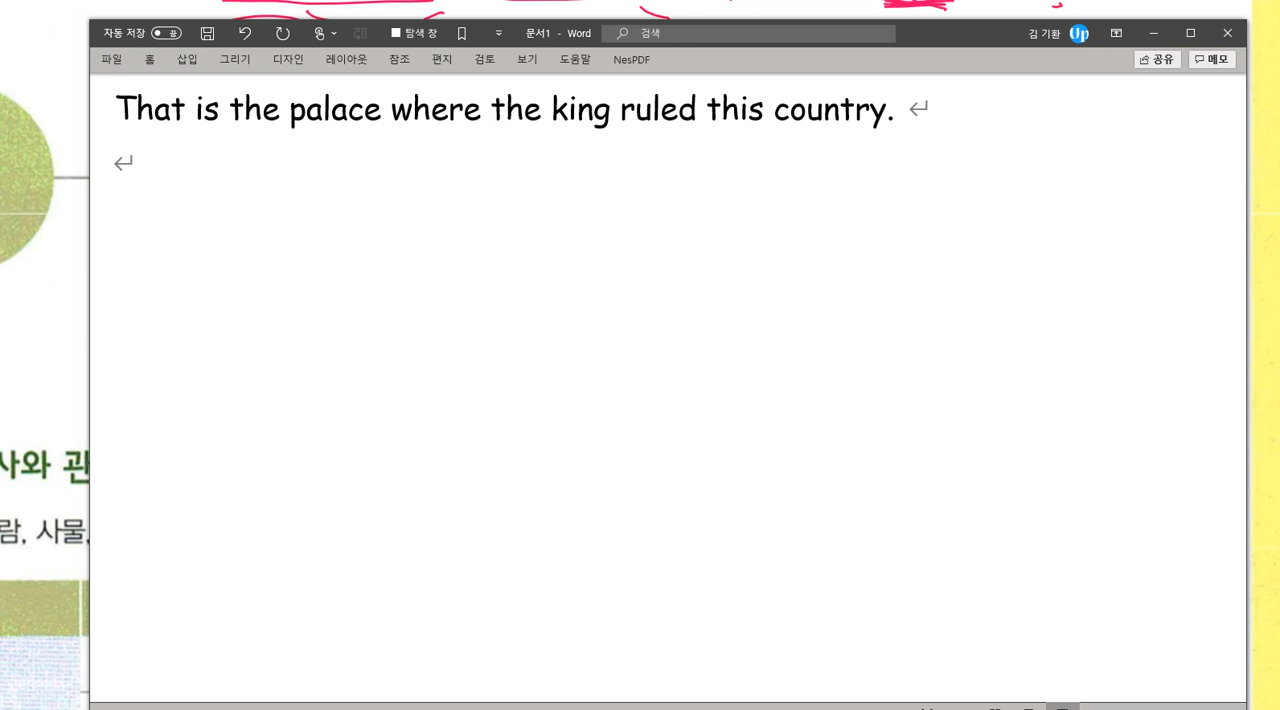 자동 저장 끔 탐색 창 문서1 - Word 검색 김 기환 Up
파일 홈 삽입 그리기 디자인 레이아웃 참조 편지 검토 보기 도움말 NesPDF 공유 메모
That is the palace where the king ruled this country.
사와 관
람, 사물,